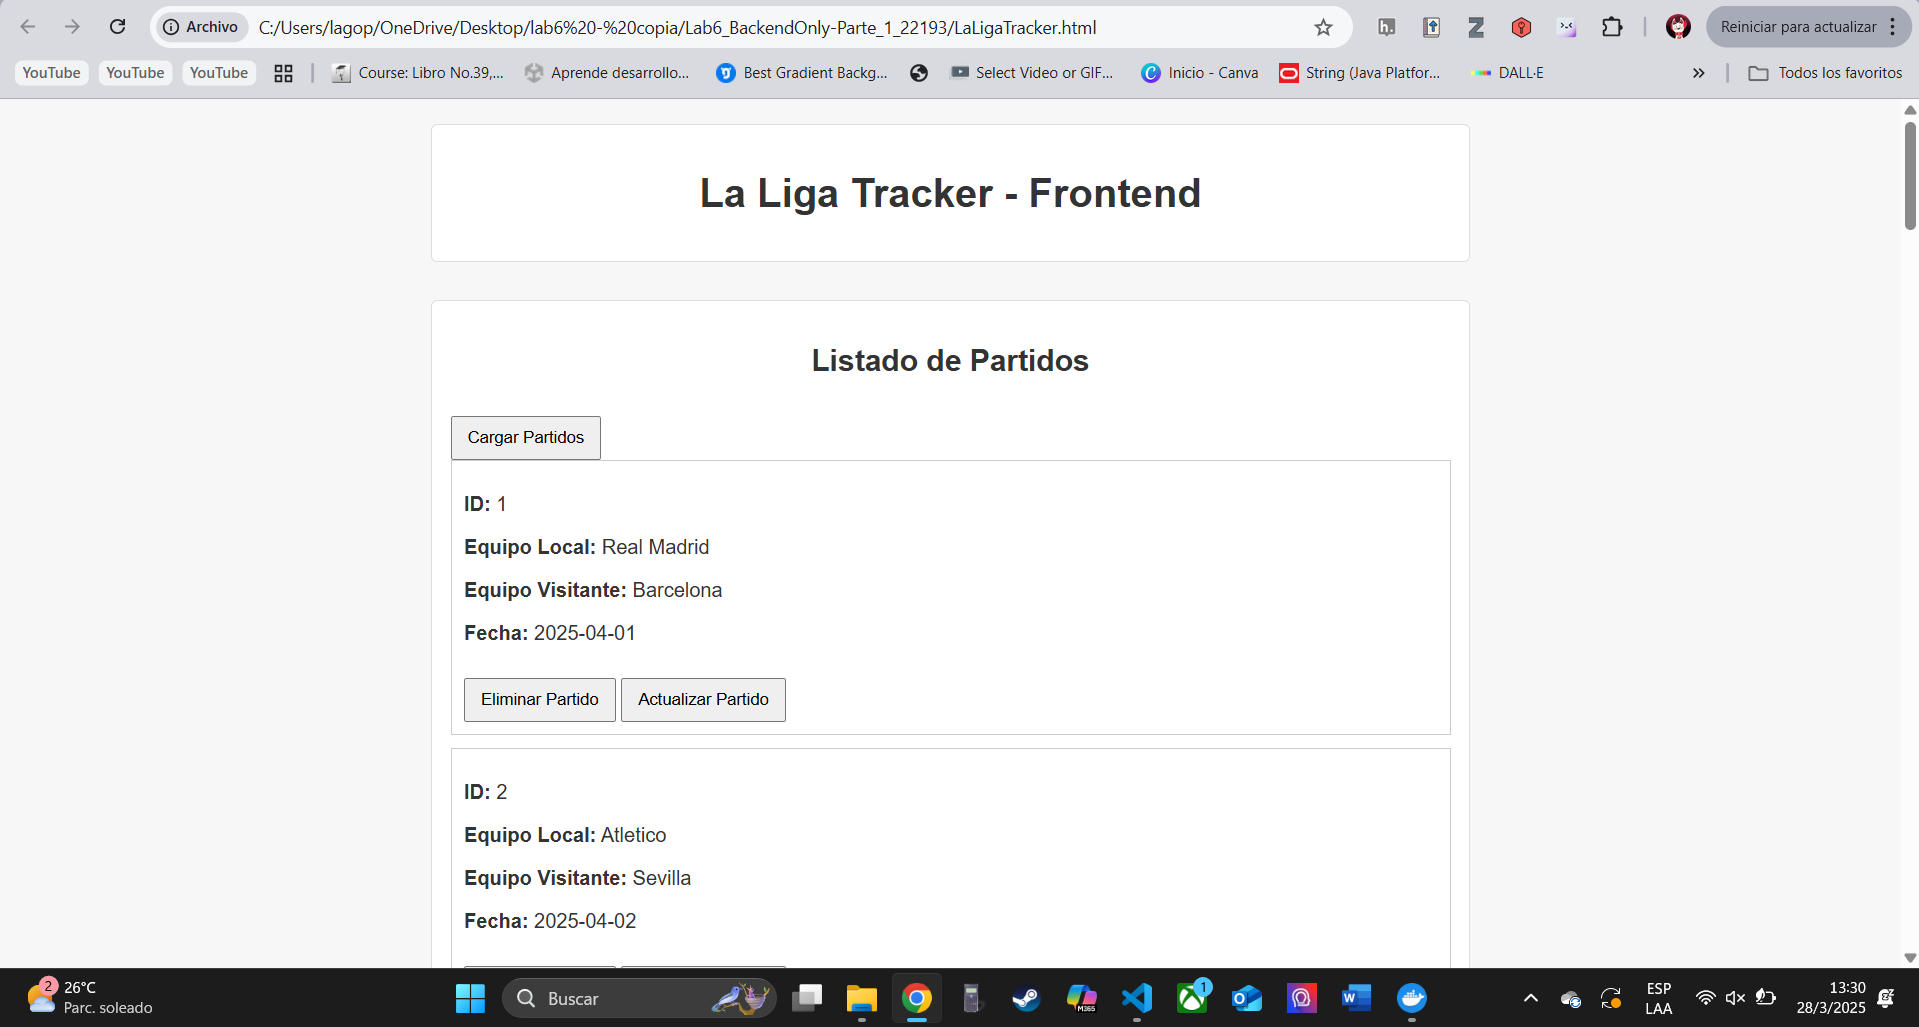 Archivo
C:/Users/lagop/OneDrive/Desktop/lab6%20-%20copia/Lab6_BackendOnly-Parte_1_22193/LaLigaTracker.html
h.
Z
Reiniciar para actualizar
YouTube
YouTube
YouTube
Course: Libro No.39,...
Aprende desarrollo...
Best Gradient Backg...
Select Video or GIF...
Inicio - Canva
String (Java Platfor...
DALL·E
Todos los favoritos
La Liga Tracker - Frontend
Listado de Partidos
Cargar Partidos
ID: 1
Equipo Local: Real Madrid
Equipo Visitante: Barcelona
Fecha: 2025-04-01
Eliminar Partido
Actualizar Partido
ID: 2
Equipo Local: Atletico
Equipo Visitante: Sevilla
Fecha: 2025-04-02
2
26°C
Parc. soleado
Buscar
M365
1
ESP
LAA
13:30
28/3/2025